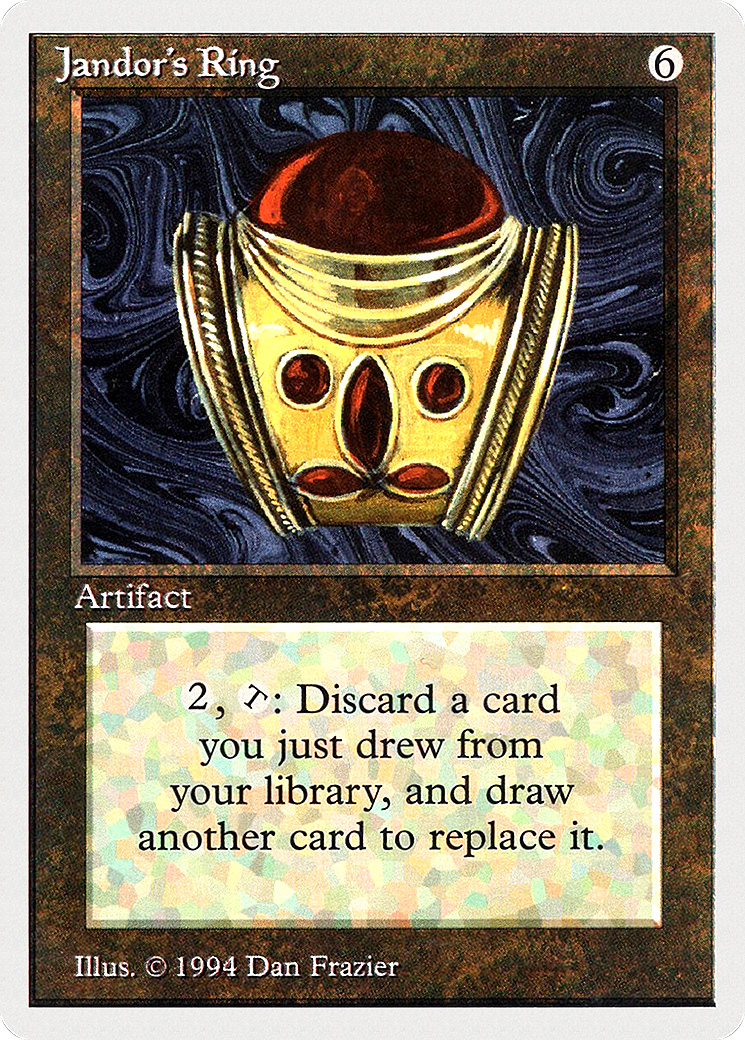 Jandor's Ring 6
Artifact
2, T: Discard a card
you just drew from
your library, and draw
another card to replace it.
Illus. © 1994 Dan Frazier